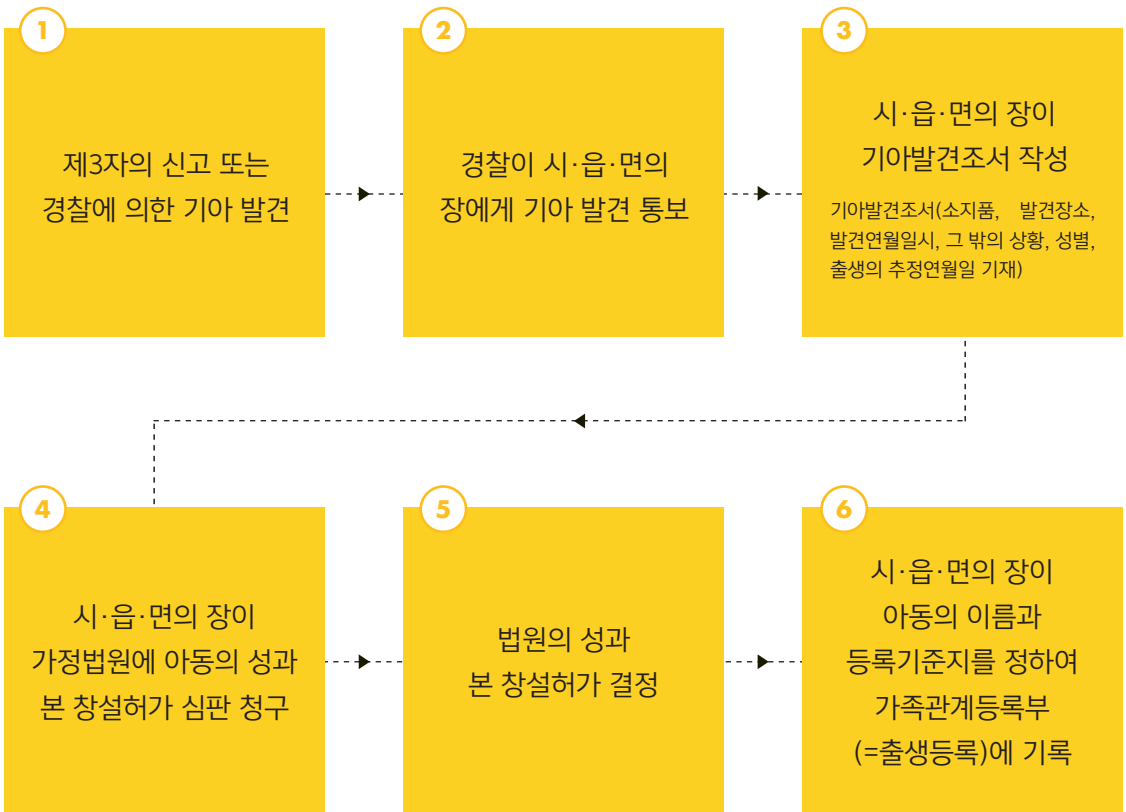 1
제3자의 신고 또는
경찰에 의한 기아 발견
2
경찰이 시·읍·면의
장에게 기아 발견 통보
3
시·읍·면의 장이
기아발견조서 작성
기아발견조서(소지품, 발견장소,
발견연월일시, 그 밖의 상황, 성별,
출생의 추정연월일 기재)
4
시·읍·면의 장이
가정법원에 아동의 성과
본 창설허가 심판 청구
5
법원의 성과
본 창설허가 결정
6
시·읍·면의 장이
아동의 이름과
등록기준지를 정하여
가족관계등록부
(=출생등록)에 기록